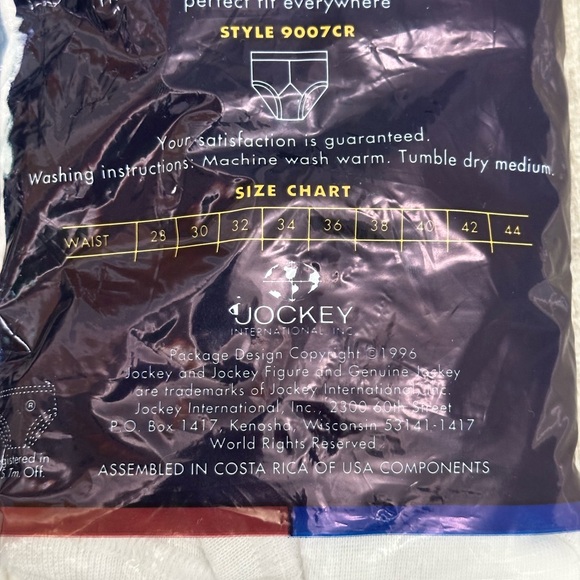 perfect fit everywhere
STYLE 9007CR
Your satisfaction is guaranteed.
Washing instructions: Machine wash warm. Tumble dry medium.
SIZE CHART
WAIST 28 30 32 34 36 38 40 42 44
JOCKEY
INTERNATIONAL, INC.
Package Design Copyright ©1996
Jockey and Jockey Figure and Genuine Jockey
are trademarks of Jockey International, Inc.
Jockey International, Inc., 2300 60th Street
P.O. Box 1417, Kenosha, Wisconsin 53141-1417
World Rights Reserved
ASSEMBLED IN COSTA RICA OF USA COMPONENTS
®
in
Tm. Off.